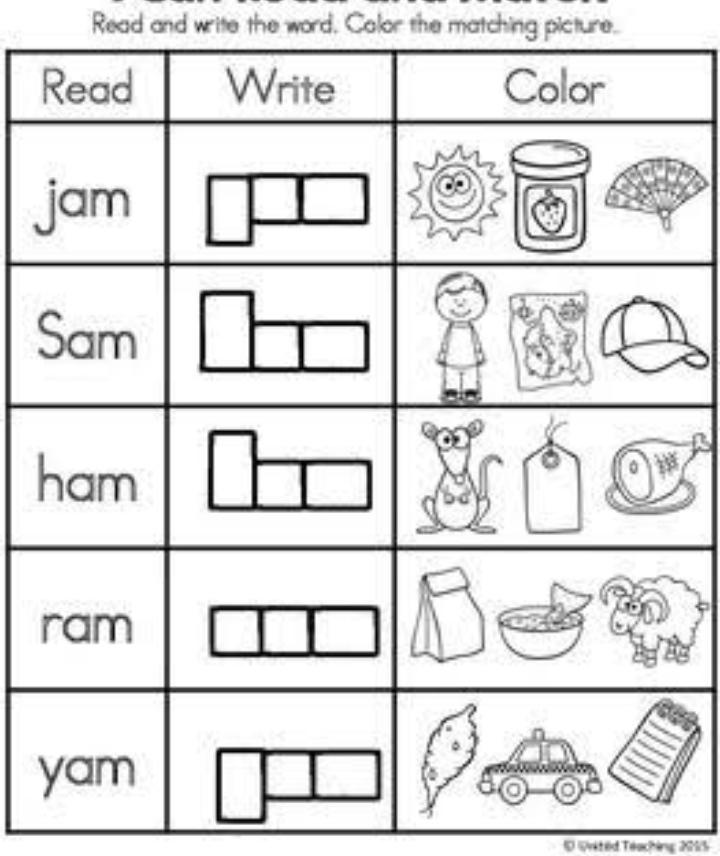 Read and write the word. Color the matching picture.
Read Write Color
jam
Sam
ham
ram
yam
© United Teaching 2015